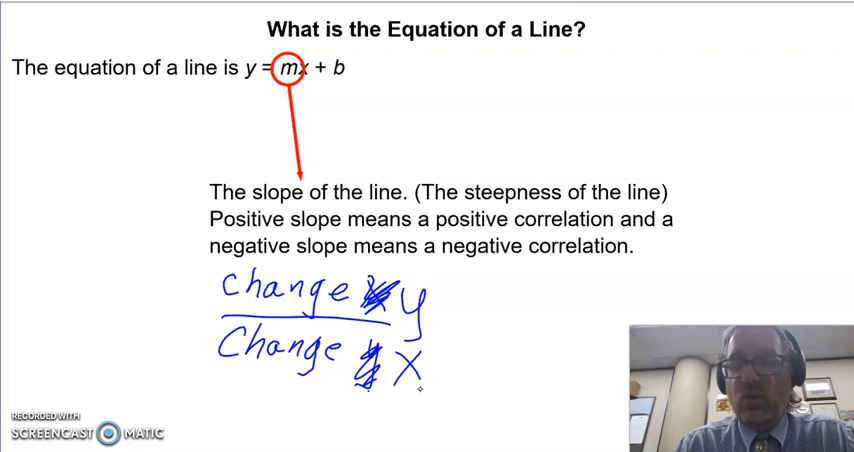 What is the Equation of a Line?
The equation of a line is y = mx + b
The slope of the line. (The steepness of the line)
Positive slope means a positive correlation and a
negative slope means a negative correlation.
Change y
Change X
RECORDED WITH
SCREENCAST MATIC